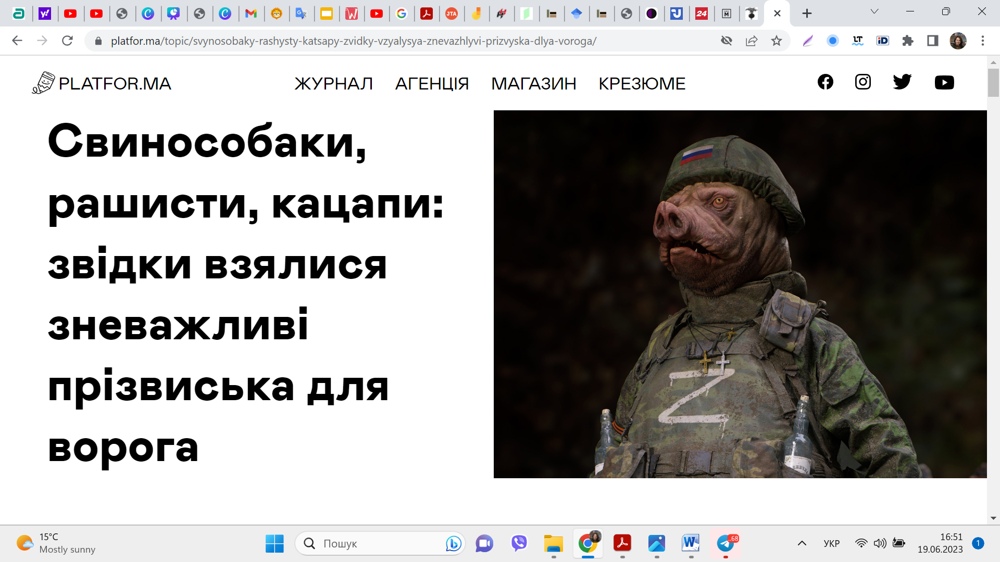 platfor.ma/topic/svynosobaky-rashysty-katsapy-zvidky-vzyalysya-znevazhlyvi-prizvyska-dlya-voroga/
PLATFOR.MA
ЖУРНАЛ
АГЕНЦІЯ
МАГАЗИН
КРЕЗЮМЕ
Свинособаки,
рашисти, кацапи:
звідки взялися
зневажливі
прізвиська для
ворога
Z
15°C
Mostly sunny
Пошук
..68
УКР
16:51
19.06.2023
1